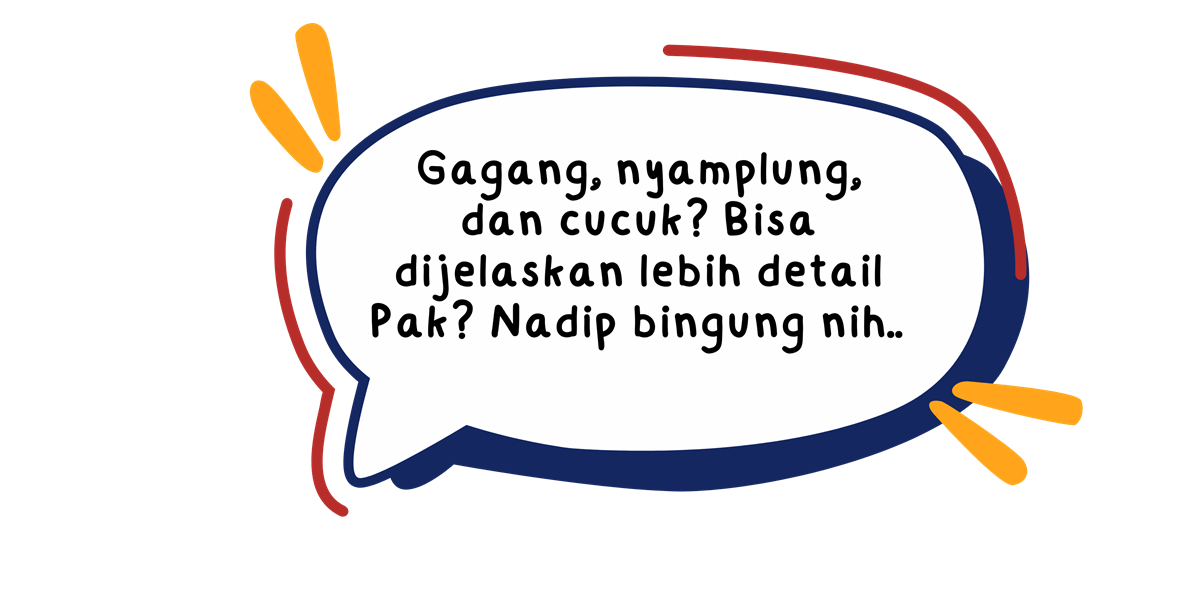 Gagang, nyamplung,
dan cucuk? Bisa
dijelaskan lebih detail
Pak? Nadip bingung nih..